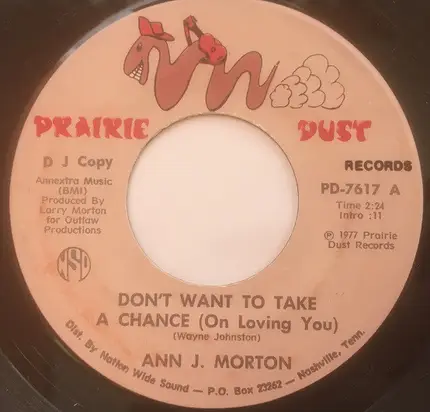 PRAIRIE DUST
RECORDS
D J Copy
Annextra Music
(BMI)
Produced By
Larry Morton
for Outlaw
Productions
PD-7617 A
Time 2:24
Intro :11
℗ 1977 Prairie
Dust Records
NSD
DON'T WANT TO TAKE
A CHANCE (On Loving You)
(Wayne Johnston)
ANN J. MORTON
Dist. By Nation Wide Sound — P.O. Box 23262 — Nashville, Tenn.